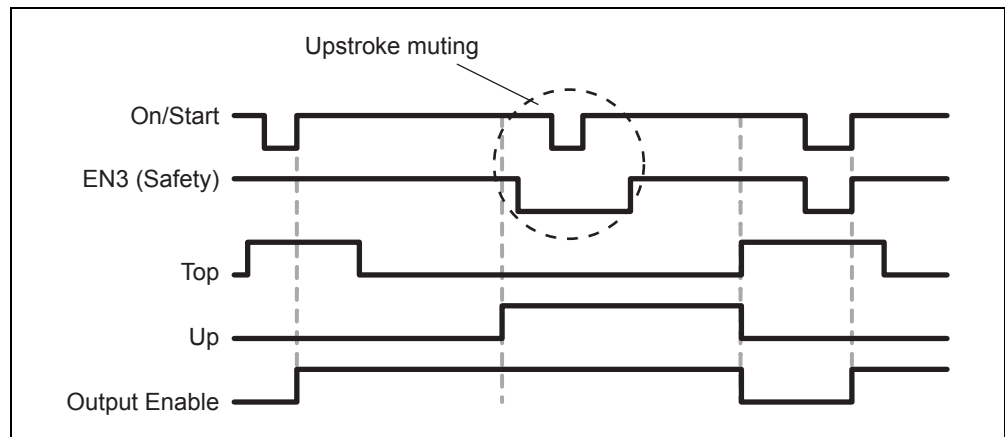 Upstroke muting
On/Start
EN3 (Safety)
Top
Up
Output Enable